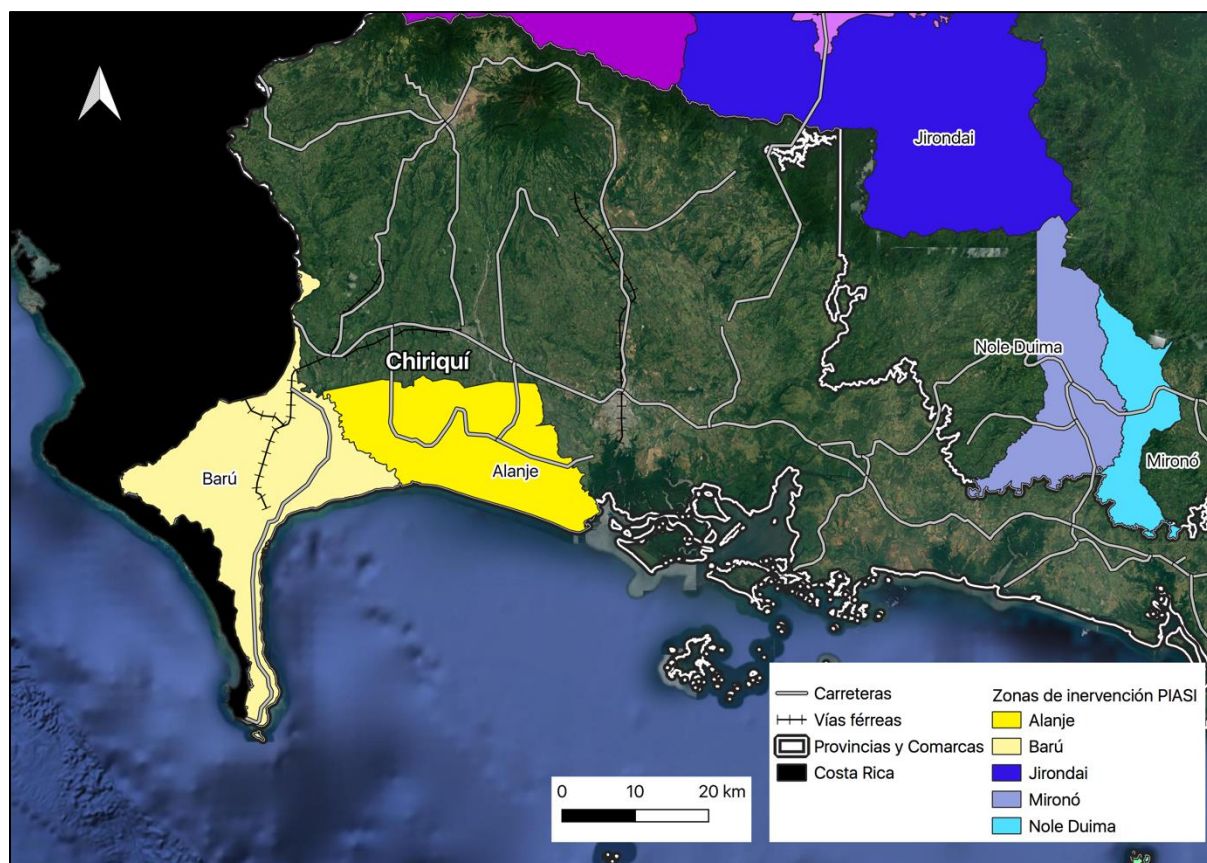 Jirondai
Nole Duima
Chiriquí
Mironó
Alanje
Barú
Carreteras
Vías férreas
Provincias y Comarcas
Costa Rica
Zonas de inervención PIASI
Alanje
Barú
Jirondai
Mironó
Nole Duima
0 10 20 km